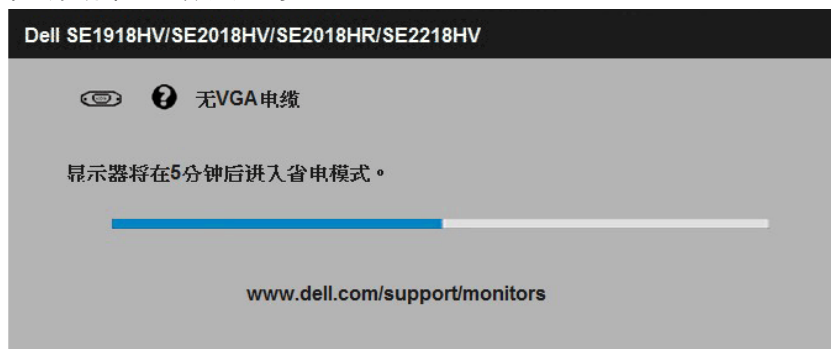 Dell SE1918HV/SE2018HV/SE2018HR/SE2218HV
无VGA电缆
显示器将在5分钟后进入省电模式。
www.dell.com/support/monitors